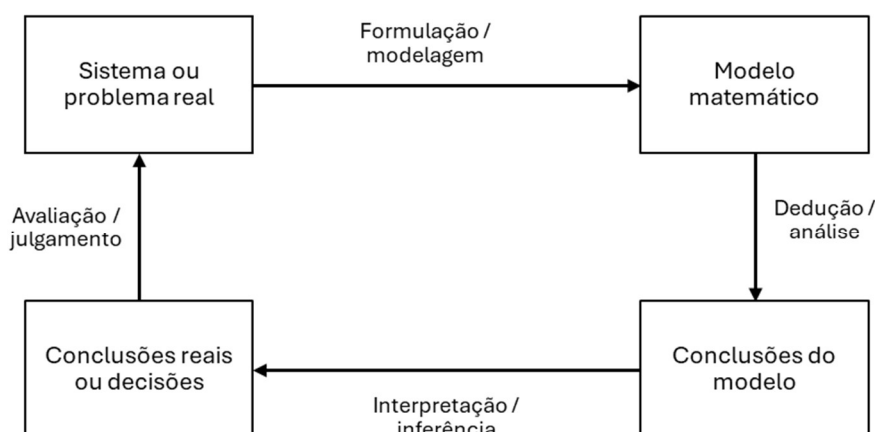 Formulação /
modelagem
Sistema ou
problema real
Modelo
matemático
Avaliação /
julgamento
Dedução /
análise
Conclusões reais
ou decisões
Conclusões do
modelo
Interpretação /
inferência